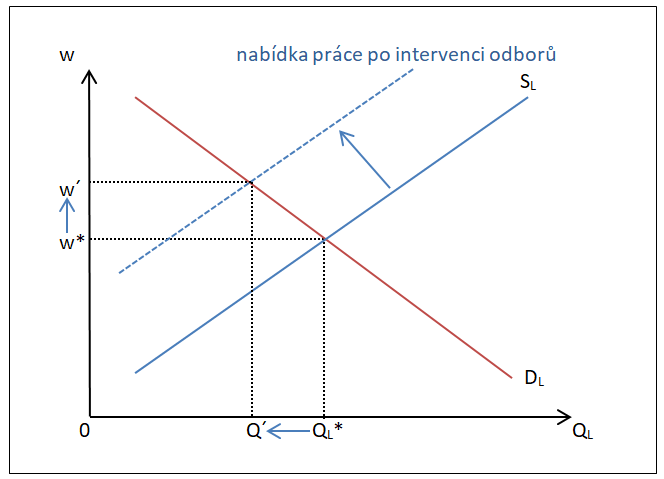 w
nabídka práce po intervenci odborů
SL
w′
w*
DL
0
Q′
QL*
QL